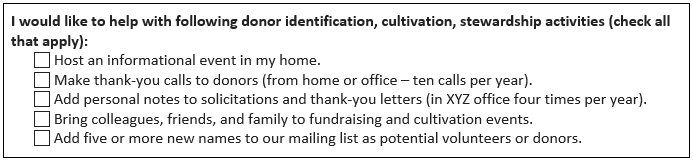 I would like to help with following donor identification, cultivation, stewardship activities (check all
that apply):
Host an informational event in my home.
Make thank-you calls to donors (from home or office – ten calls per year).
Add personal notes to solicitations and thank-you letters (in XYZ office four times per year).
Bring colleagues, friends, and family to fundraising and cultivation events.
Add five or more new names to our mailing list as potential volunteers or donors.